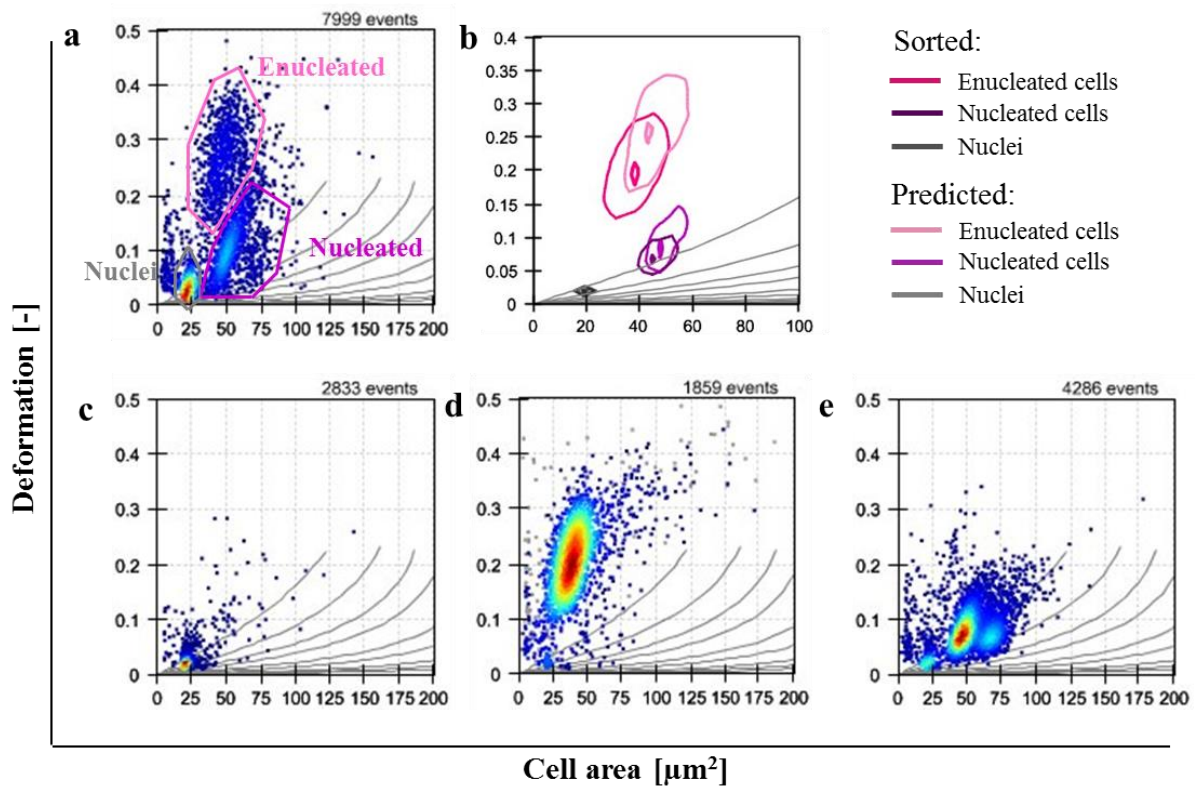 a
7999 events
0.5
0.4
0.3
0.2
0.1
0
0 25 50 75 100 125 150 175 200
Enucleated
Nucleated
Nuclei
b
0.4
0.35
0.3
0.25
0.2
0.15
0.1
0.05
0
0 20 40 60 80 100
Sorted:
Enucleated cells
Nucleated cells
Nuclei
Predicted:
Enucleated cells
Nucleated cells
Nuclei
c
2833 events
0.5
0.4
0.3
0.2
0.1
0
0 25 50 75 100 125 150 175 200
d
1859 events
0.5
0.4
0.3
0.2
0.1
0
0 25 50 75 100 125 150 175 200
e
4286 events
0.5
0.4
0.3
0.2
0.1
0
0 25 50 75 100 125 150 175 200
Deformation [-]
Cell area [µm²]